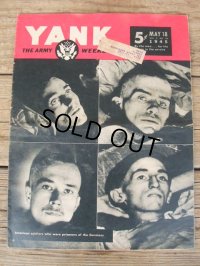 YANK
THE ARMY WEEKLY
5¢ MAY 18
1945
SOLD OUT
American soldiers who were prisoners of the Germans